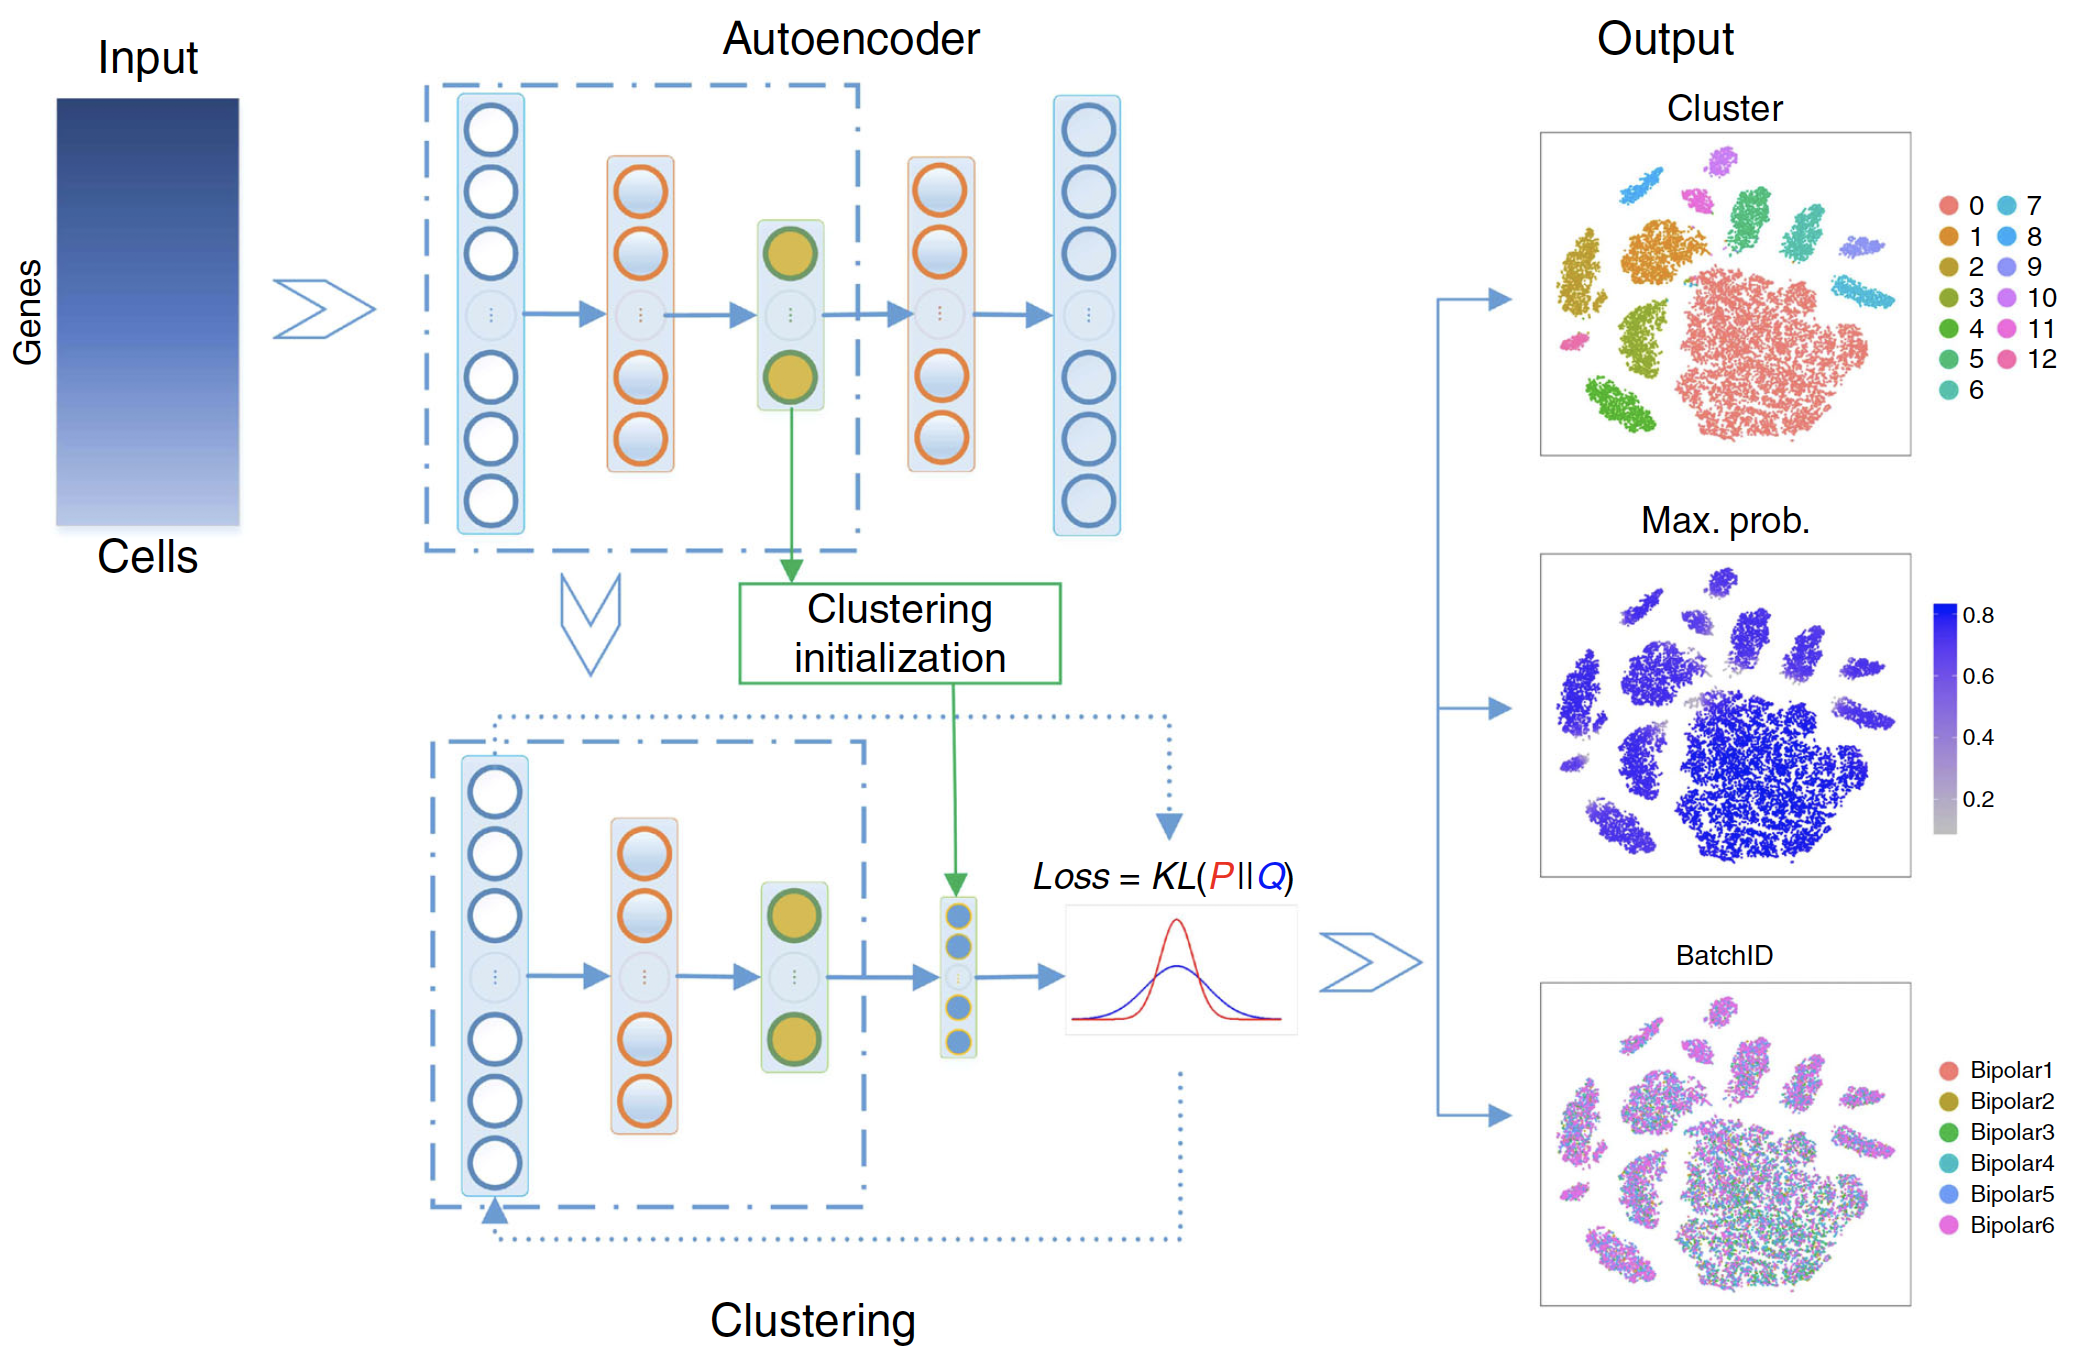 Input
Genes
Cells
Autoencoder
Clustering
initialization
Loss = KL(P||Q)
Clustering
Output
Cluster
0
1
2
3
4
5
6
7
8
9
10
11
12
Max. prob.
0.8
0.6
0.4
0.2
BatchID
Bipolar1
Bipolar2
Bipolar3
Bipolar4
Bipolar5
Bipolar6